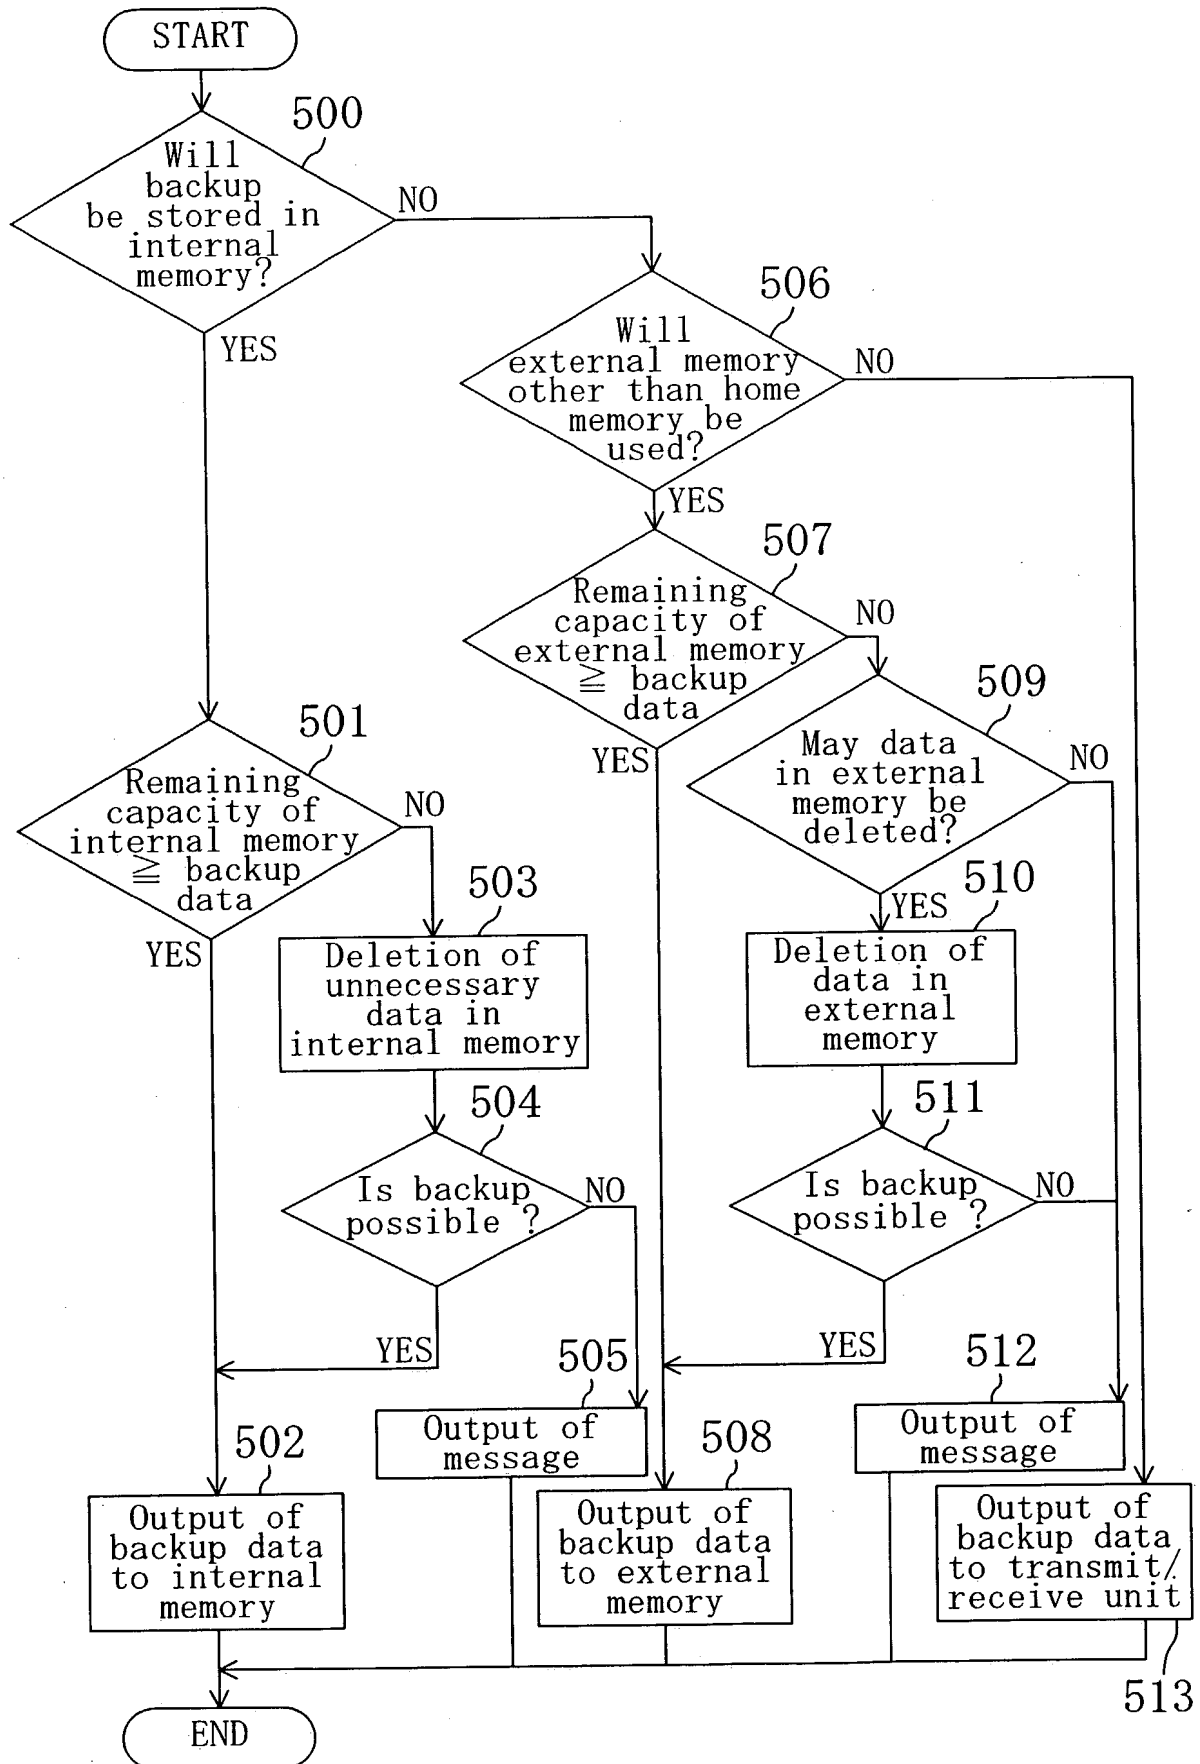 START
500
Will
backup
be stored in
internal
memory?
NO
YES
506
Will
external memory
other than home
memory be
used?
NO
YES
507
Remaining
capacity of
external memory
≧ backup
data
NO
YES
509
May data
in external
memory be
deleted?
NO
YES
501
Remaining
capacity of
internal memory
≧ backup
data
NO
YES
503
Deletion of
unnecessary
data in
internal memory
510
Deletion of
data in
external
memory
504
Is backup
possible ?
NO
YES
511
Is backup
possible ?
NO
YES
505
Output of
message
512
Output of
message
502
Output of
backup data
to internal
memory
508
Output of
backup data
to external
memory
Output of
backup data
to transmit/
receive unit
513
END